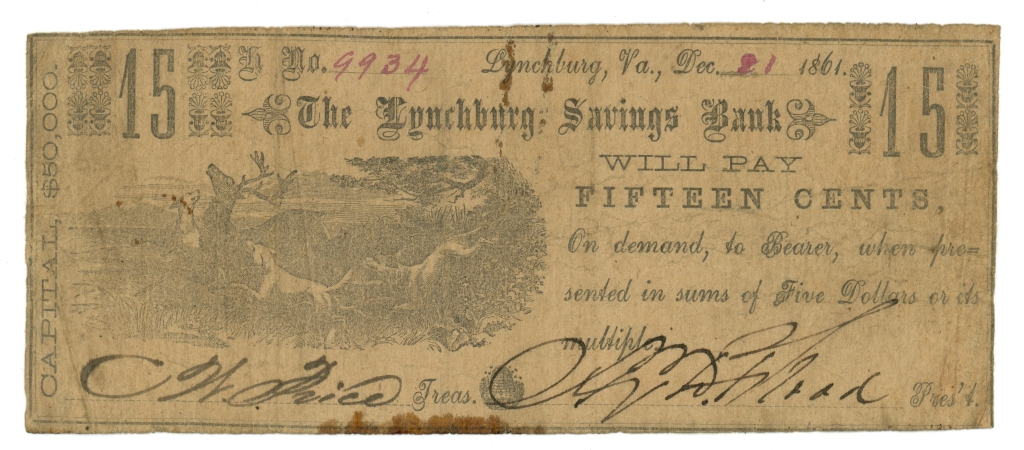 CAPITAL, $50,000.
15 H No. 9934 Lynchburg, Va., Dec. 21 1861. 15
The Lynchburg Savings Bank
WILL PAY
FIFTEEN CENTS,
On demand, to Bearer, when pre=
sented in sums of Five Dollars or its
multiples
C W Price Treas. Pres't.